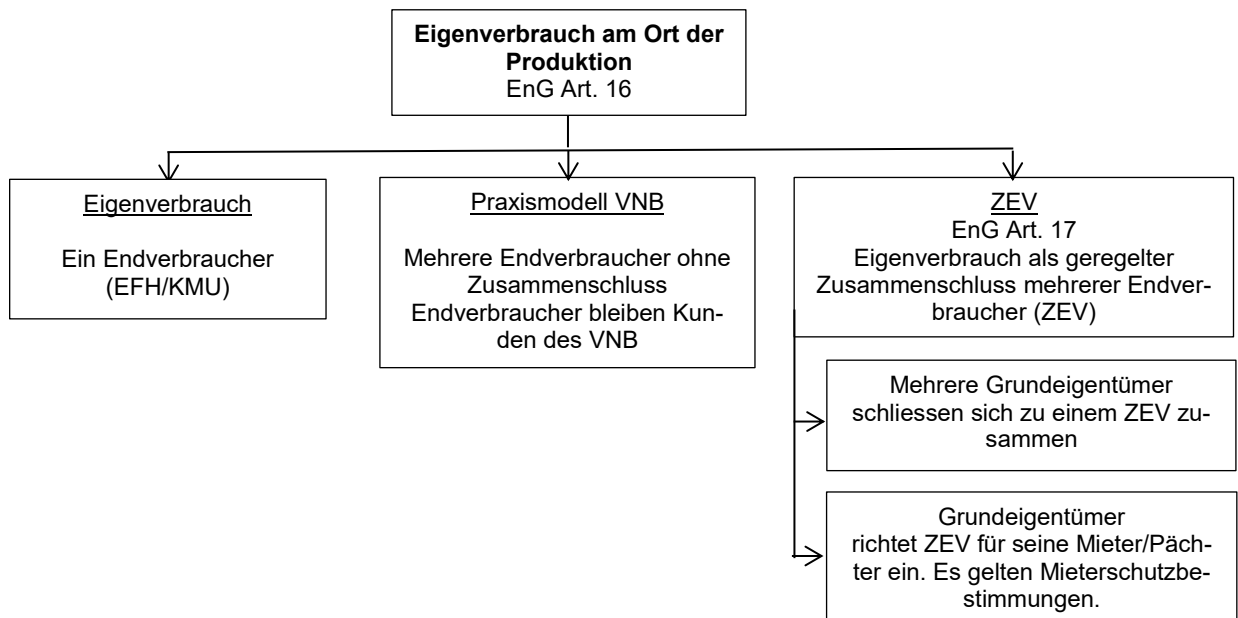 Eigenverbrauch am Ort der
Produktion
EnG Art. 16
Eigenverbrauch
Ein Endverbraucher
(EFH/KMU)
Praxismodell VNB
Mehrere Endverbraucher ohne
Zusammenschluss
Endverbraucher bleiben Kun-
den des VNB
ZEV
EnG Art. 17
Eigenverbrauch als geregelter
Zusammenschluss mehrerer Endver-
braucher (ZEV)
Mehrere Grundeigentümer
schliessen sich zu einem ZEV zu-
sammen
Grundeigentümer
richtet ZEV für seine Mieter/Päch-
ter ein. Es gelten Mieterschutzbe-
stimmungen.